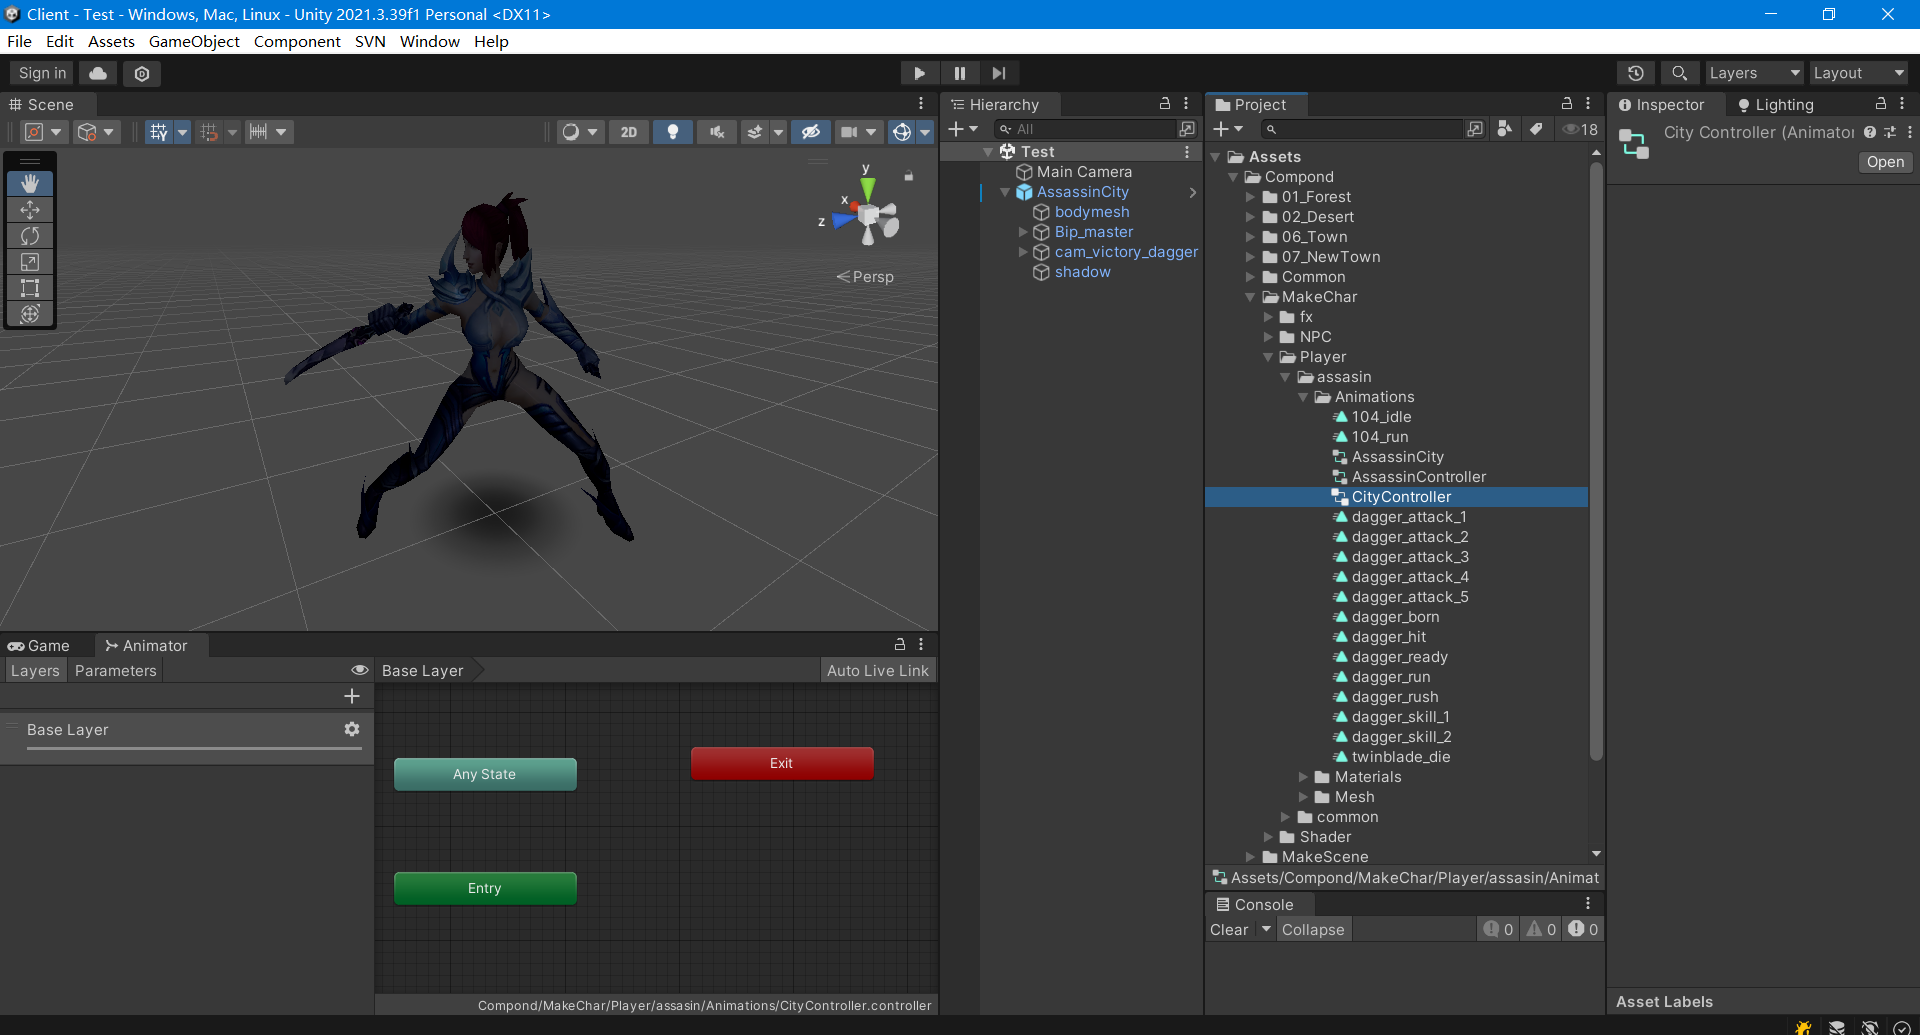 Client - Test - Windows, Mac, Linux - Unity 2021.3.39f1 Personal <DX11>
File Edit Assets GameObject Component SVN Window Help
Sign in
Layers
Layout
Scene
2D
y
x
z
Persp
Game
Animator
Layers
Parameters
Base Layer
Auto Live Link
Base Layer
Any State
Exit
Entry
Compond/MakeChar/Player/assasin/Animations/CityController.controller
Hierarchy
All
Test
Main Camera
AssassinCity
bodymesh
Bip_master
cam_victory_dagger
shadow
Project
18
Assets
Compond
01_Forest
02_Desert
06_Town
07_NewTown
Common
MakeChar
fx
NPC
Player
assasin
Animations
104_idle
104_run
AssassinCity
AssassinController
CityController
dagger_attack_1
dagger_attack_2
dagger_attack_3
dagger_attack_4
dagger_attack_5
dagger_born
dagger_hit
dagger_ready
dagger_run
dagger_rush
dagger_skill_1
dagger_skill_2
twinblade_die
Materials
Mesh
common
Shader
MakeScene
Assets/Compond/MakeChar/Player/assasin/Animat
Console
Clear
Collapse
0
0
0
Inspector
Lighting
City Controller (Animator
Open
Asset Labels